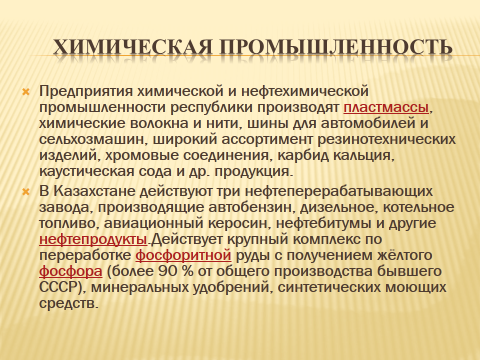 ХИМИЧЕСКАЯ ПРОМЫШЛЕННОСТЬ
Предприятия химической и нефтехимической
промышленности республики производят пластмассы,
химические волокна и нити, шины для автомобилей и
сельхозмашин, широкий ассортимент резинотехнических
изделий, хромовые соединения, карбид кальция,
каустическая сода и др. продукция.
В Казахстане действуют три нефтеперерабатывающих
завода, производящие автобензин, дизельное, котельное
топливо, авиационный керосин, нефтебитумы и другие
нефтепродукты.Действует крупный комплекс по
переработке фосфоритной руды с получением жёлтого
фосфора (более 90 % от общего производства бывшего
СССР), минеральных удобрений, синтетических моющих
средств.